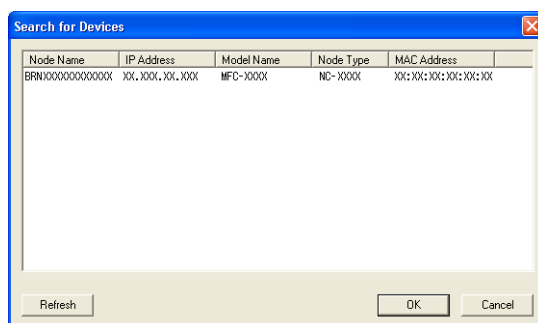 Search for Devices
Node Name IP Address Model Name Node Type MAC Address
BRNXXXXXXXXXXXX XX.XXX.XX.XXX MFC-XXXX NC-XXXX XX:XX:XX:XX:XX:XX
Refresh OK Cancel